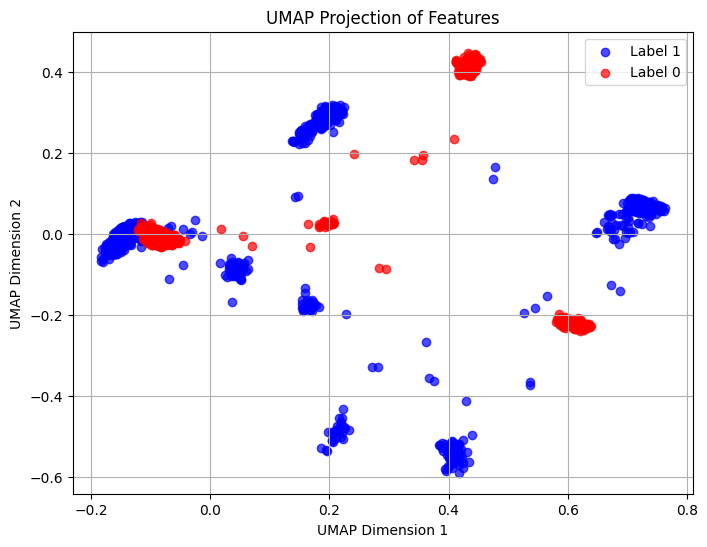 UMAP Projection of Features
Label 1
Label 0
UMAP Dimension 2
0.4
0.2
0.0
−0.2
−0.4
−0.6
−0.2
0.0
0.2
0.4
0.6
0.8
UMAP Dimension 1